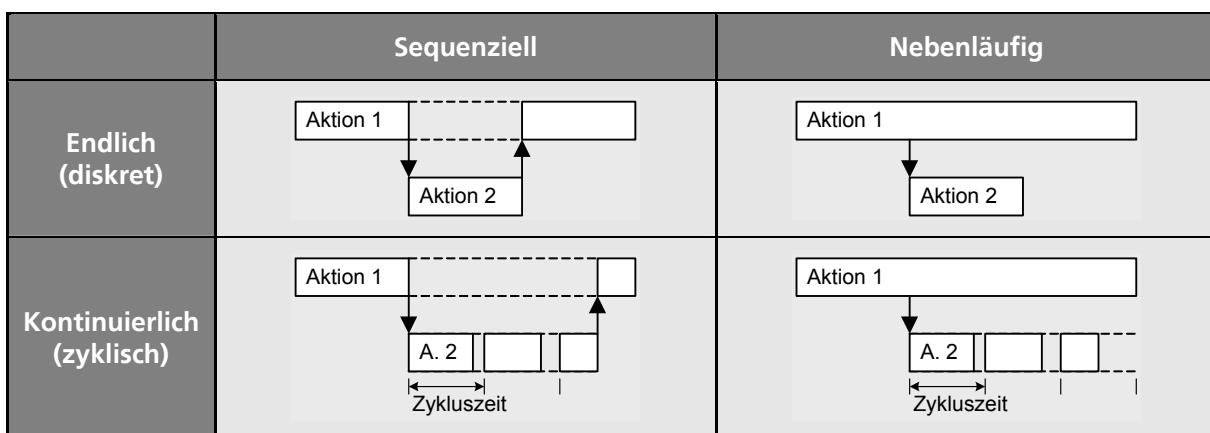 Sequenziell
Nebenläufig
Endlich
(diskret)
Aktion 1
Aktion 2
Aktion 1
Aktion 2
Kontinuierlich
(zyklisch)
Aktion 1
A. 2
Zykluszeit
Aktion 1
A. 2
Zykluszeit